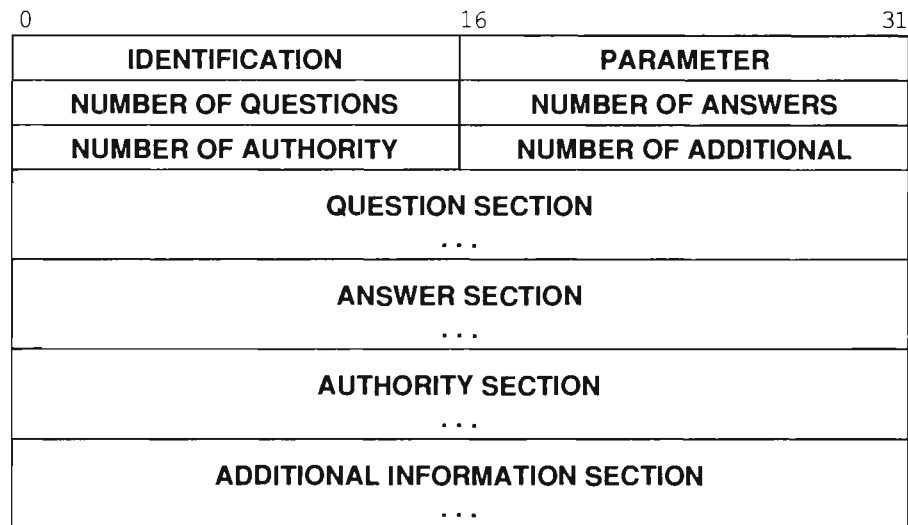 0 16 31
IDENTIFICATION PARAMETER
NUMBER OF QUESTIONS NUMBER OF ANSWERS
NUMBER OF AUTHORITY NUMBER OF ADDITIONAL
QUESTION SECTION
...
ANSWER SECTION
...
AUTHORITY SECTION
...
ADDITIONAL INFORMATION SECTION
...